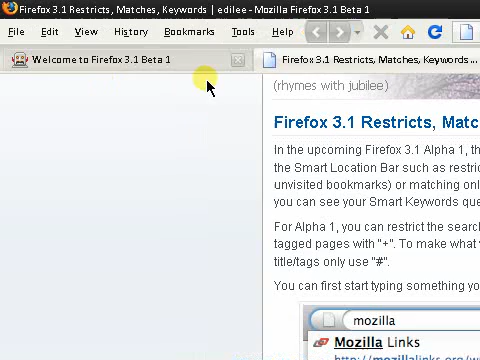 Firefox 3.1 Restricts, Matches, Keywords | edilee - Mozilla Firefox 3.1 Beta 1
File Edit View History Bookmarks Tools Help
Welcome to Firefox 3.1 Beta 1
Firefox 3.1 Restricts, Matches, Keywords ...
(rhymes with jubilee)
Firefox 3.1 Restricts, Matc
In the upcoming Firefox 3.1 Alpha 1, th
the Smart Location Bar such as restric
unvisited bookmarks) or matching onl
you can see your Smart Keywords que
For Alpha 1, you can restrict the searc
tagged pages with "+". To make what
title/tags only use "#".
You can first start typing something yo
mozilla
Mozilla Links
http://mozillalinks.org/w